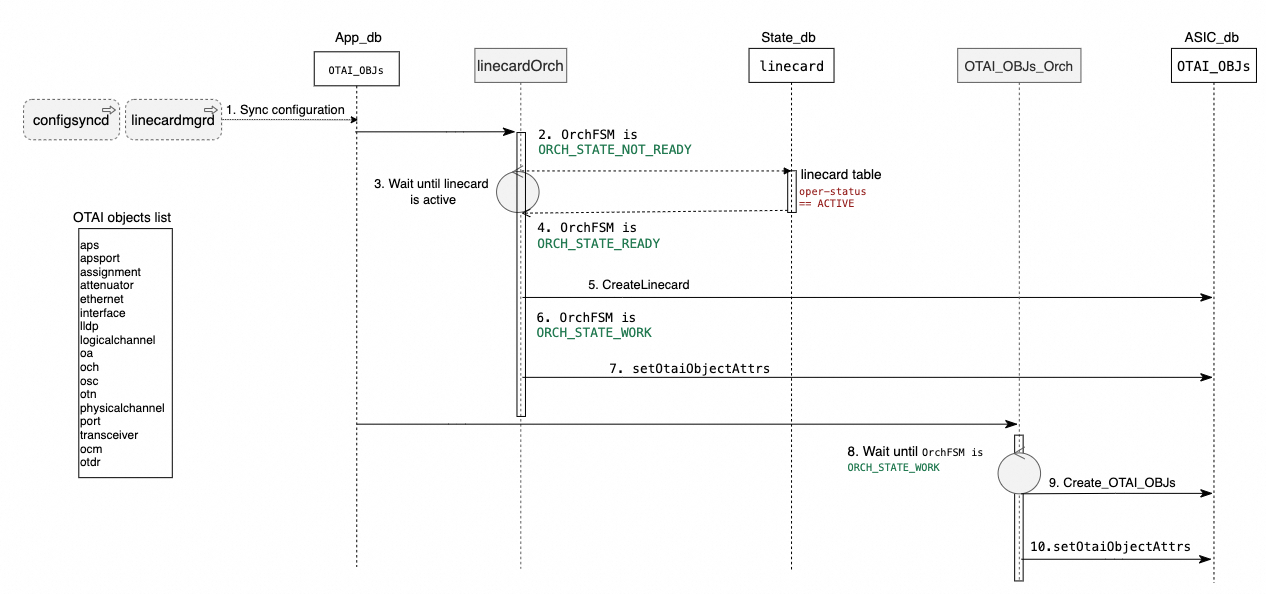 App_db
State_db
ASIC_db
OTAI_OBJs
linecardOrch
linecard
OTAI_OBJs_Orch
OTAI_OBJs
configsyncd
linecardmgrd
1. Sync configuration
2. OrchFSM is
ORCH_STATE_NOT_READY
3. Wait until linecard
is active
linecard table
oper-status
== ACTIVE
4. OrchFSM is
ORCH_STATE_READY
5. CreateLinecard
6. OrchFSM is
ORCH_STATE_WORK
7. setOtaiObjectAttrs
8. Wait until OrchFSM is
ORCH_STATE_WORK
9. Create_OTAI_OBJs
10.setOtaiObjectAttrs
OTAI objects list
aps
apsport
assignment
attenuator
ethernet
interface
lldp
logicalchannel
oa
och
osc
otn
physicalchannel
port
transceiver
ocm
otdr